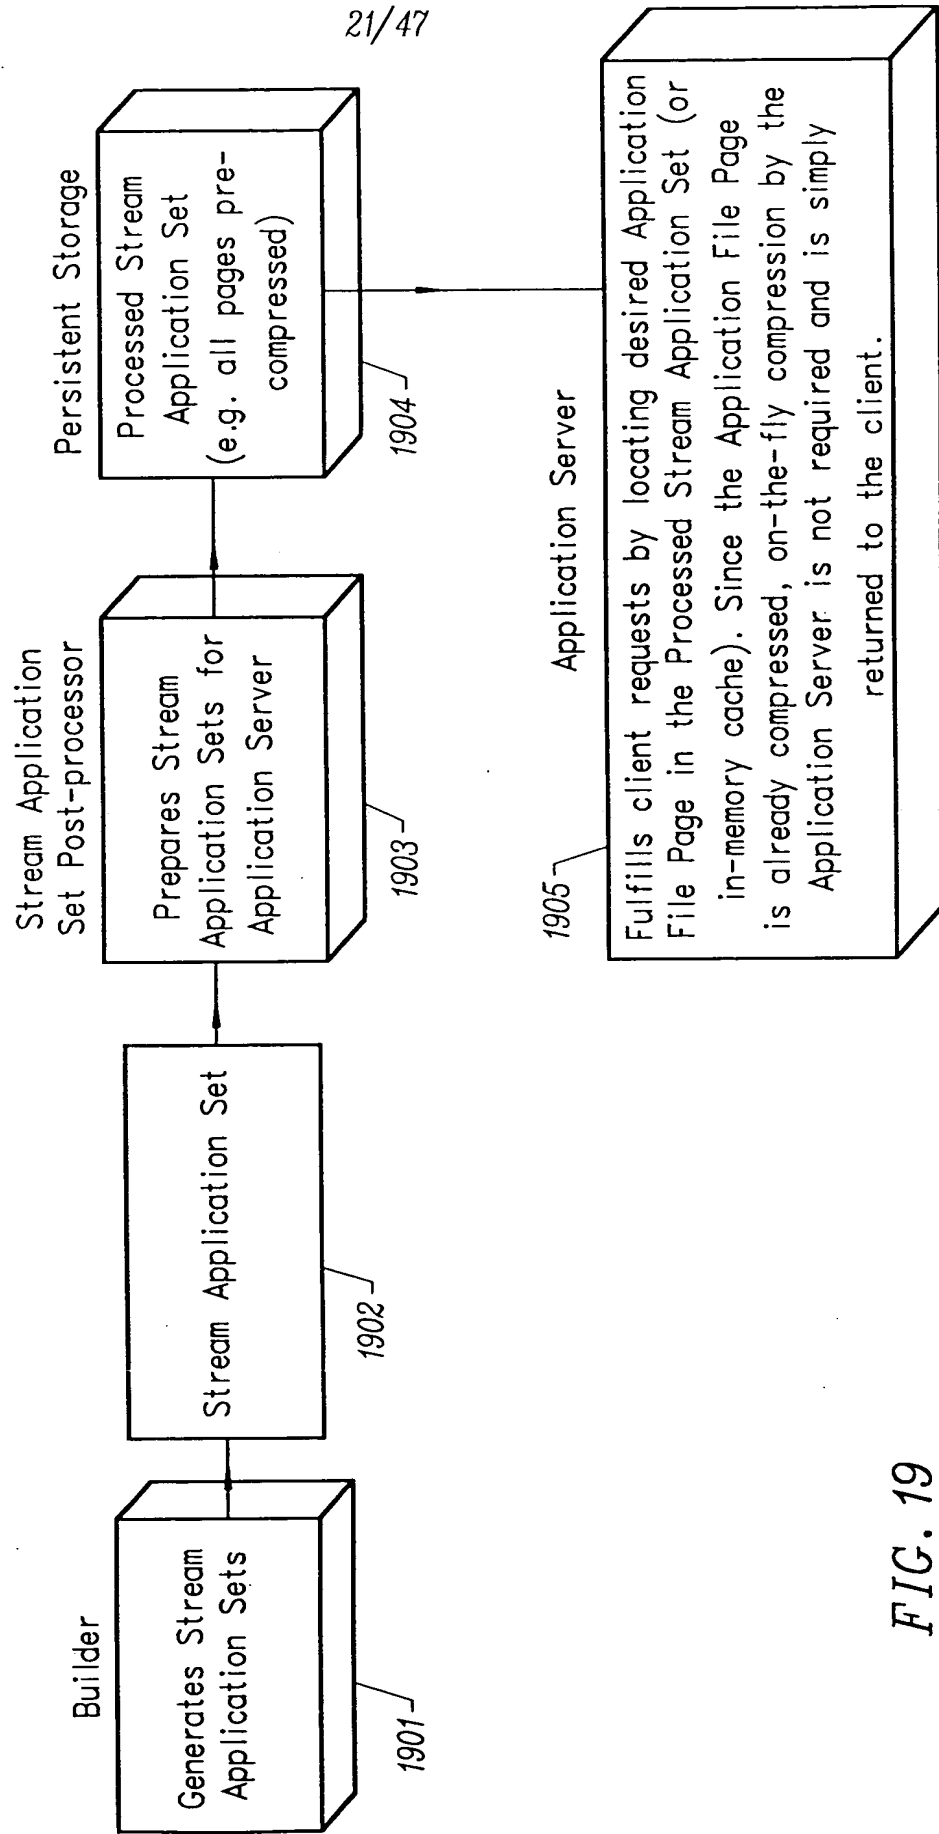 21/47
Builder
Generates Stream
Application Sets
1901
Stream Application Set
1902
Stream Application
Set Post-processor
Prepares Stream
Application Sets for
Application Server
1903
Persistent Storage
Processed Stream
Application Set
(e.g. all pages pre-
compressed)
1904
Application Server
1905
Fulfills client requests by locating desired Application
File Page in the Processed Stream Application Set (or
in-memory cache). Since the Application File Page
is already compressed, on-the-fly compression by the
Application Server is not required and is simply
returned to the client.
FIG. 19